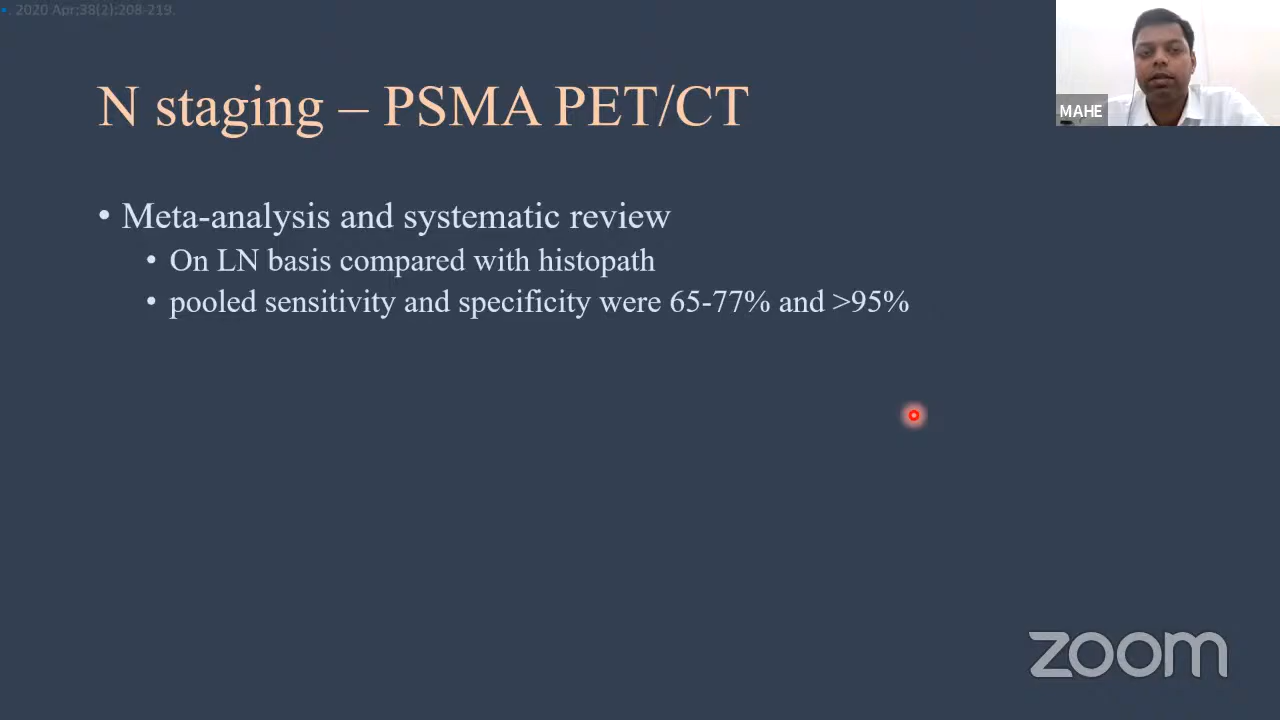 . 2020 Apr;38(2):208-219.
N staging – PSMA PET/CT
MAHE
• Meta-analysis and systematic review
• On LN basis compared with histopath
• pooled sensitivity and specificity were 65-77% and >95%
zoom